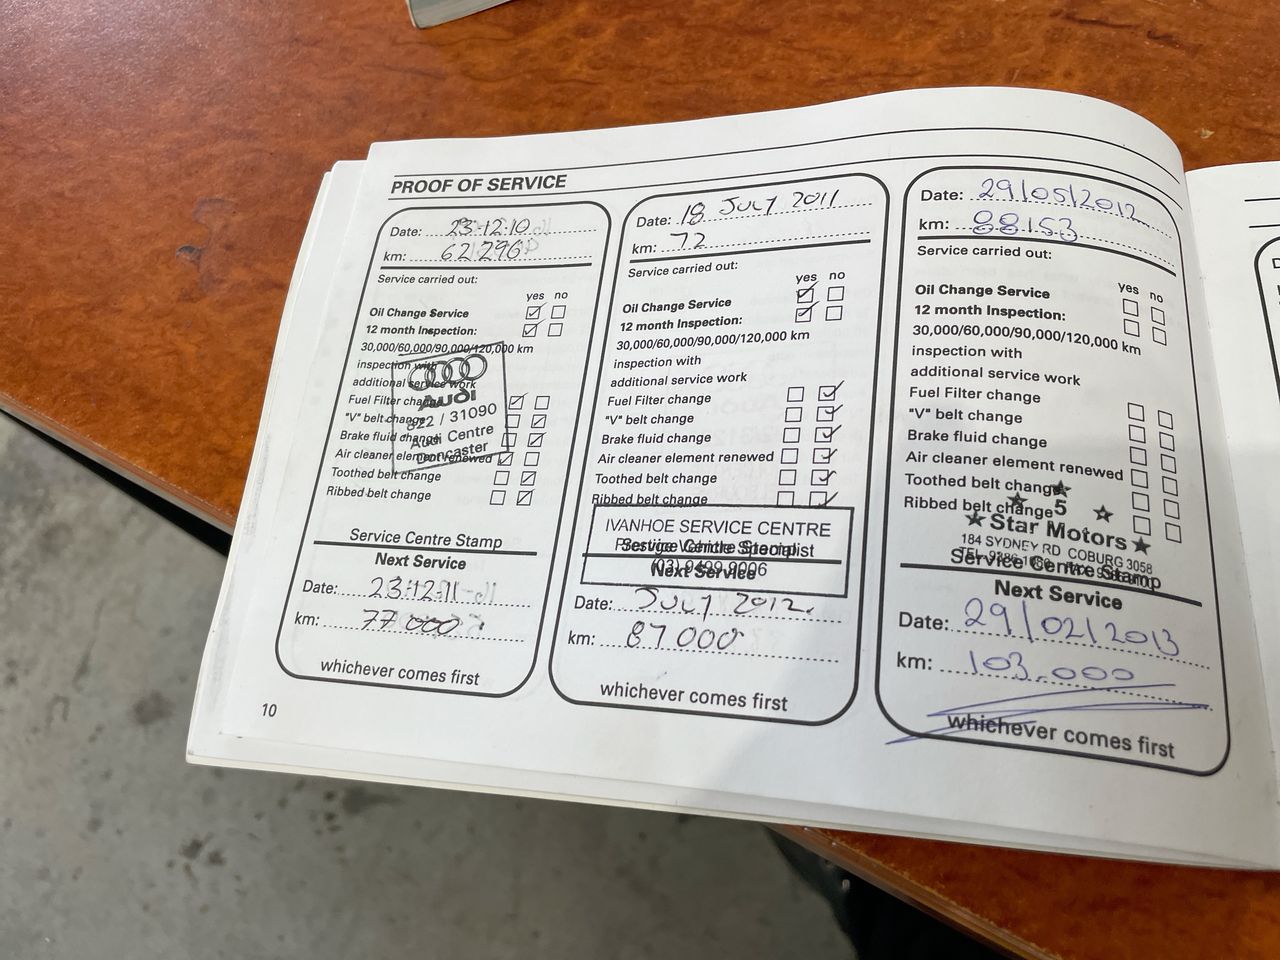 PROOF OF SERVICE
Date: 23·12·10
km: 62 296
Service carried out:
yes no
Oil Change Service
12 month Inspection:
30,000/60,000/90,000/120,000 km
inspection with
additional service work
Fuel Filter change
"V" belt change
Brake fluid change
Air cleaner element renewed
Toothed belt change
Ribbed belt change
Audi
822 / 31090
Audi Centre
Doncaster
Service Centre Stamp
Next Service
Date: 23·12·11
km: 77 000
whichever comes first
10
Date: 18 JULY 2011
km: 72
Service carried out:
yes no
Oil Change Service
12 month Inspection:
30,000/60,000/90,000/120,000 km
inspection with
additional service work
Fuel Filter change
"V" belt change
Brake fluid change
Air cleaner element renewed
Toothed belt change
Ribbed belt change
IVANHOE SERVICE CENTRE
Service Centre Stamp
Next Service
Date: JULY 2012.
km: 87 000
whichever comes first
Date: 29/05/2012
km: 88153
Service carried out:
yes no
Oil Change Service
12 month Inspection:
30,000/60,000/90,000/120,000 km
inspection with
additional service work
Fuel Filter change
"V" belt change
Brake fluid change
Air cleaner element renewed
Toothed belt change
Ribbed belt change
5
Star Motors
184 SYDNEY RD COBURG 3058
Service Centre Stamp
Next Service
Date: 29/02/2013
km: 103.000
whichever comes first